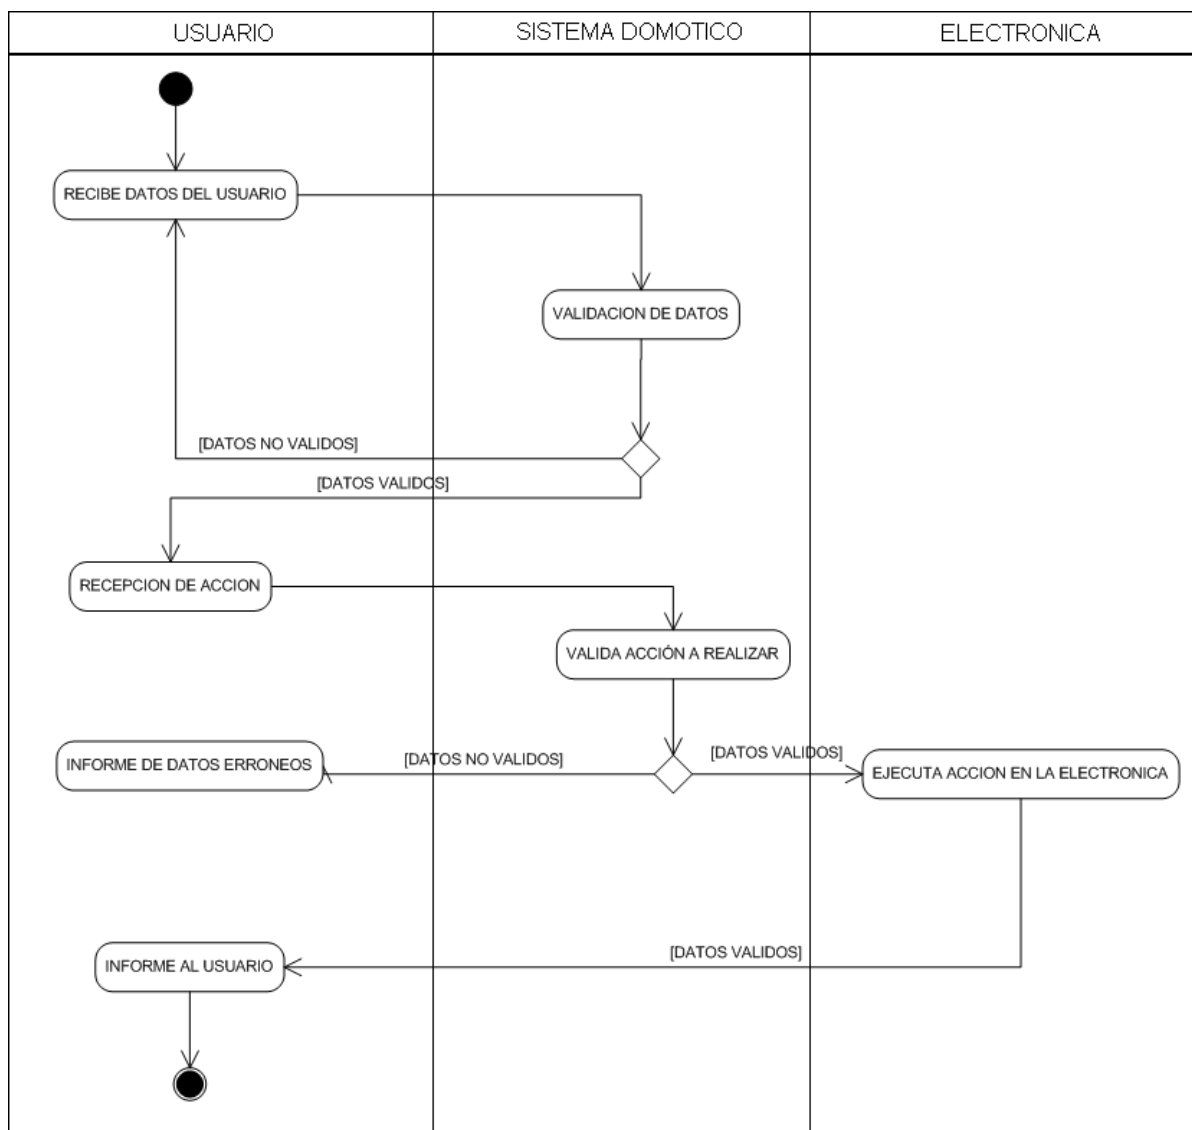 USUARIO
SISTEMA DOMOTICO
ELECTRONICA
RECIBE DATOS DEL USUARIO
VALIDACION DE DATOS
[DATOS NO VALIDOS]
[DATOS VALIDOS]
RECEPCION DE ACCION
VALIDA ACCIÓN A REALIZAR
INFORME DE DATOS ERRONEOS
[DATOS NO VALIDOS]
[DATOS VALIDOS]
EJECUTA ACCION EN LA ELECTRONICA
[DATOS VALIDOS]
INFORME AL USUARIO